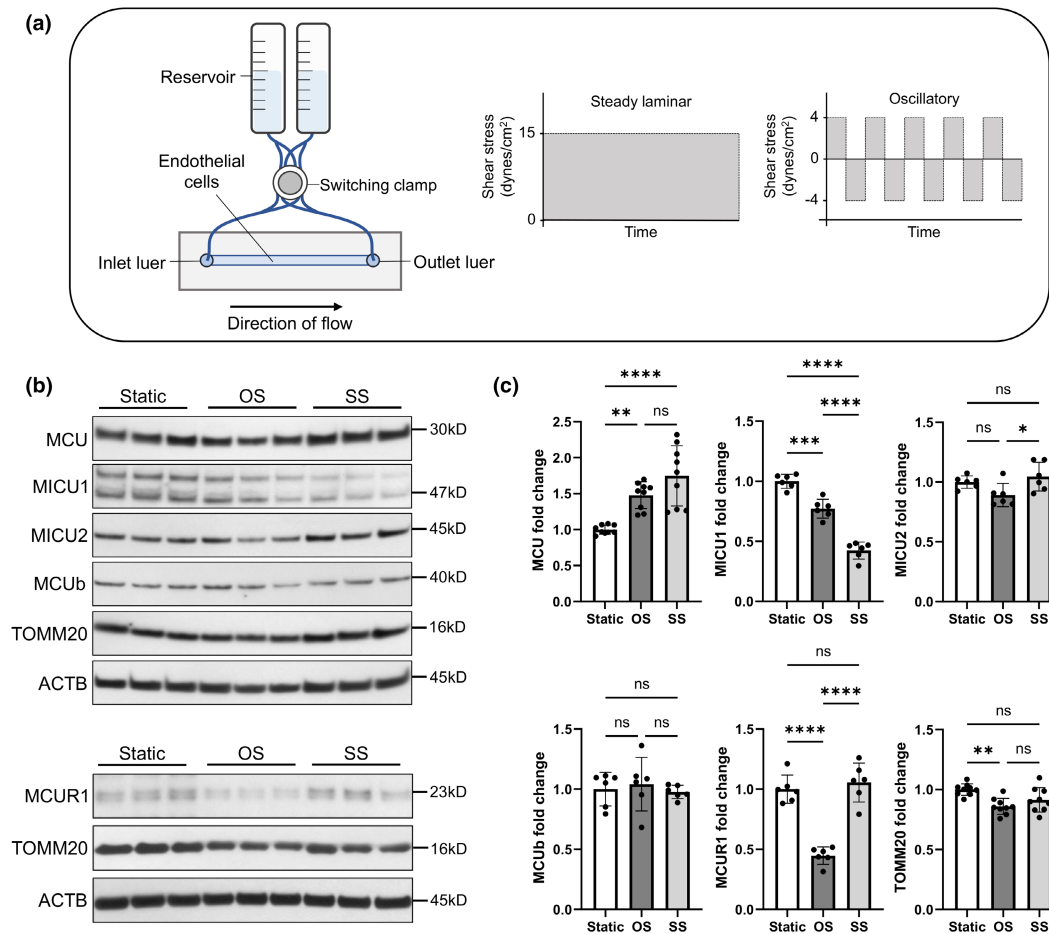 (a)
Reservoir
Endothelial
cells
Switching clamp
Inlet luer
Outlet luer
Direction of flow
Steady laminar
Shear stress
(dynes/cm²)
15
0
Time
Oscillatory
Shear stress
(dynes/cm²)
4
0
-4
Time
(b)
Static OS SS
MCU 30kD
MICU1 47kD
MICU2 45kD
MCUb 40kD
TOMM20 16kD
ACTB 45kD
Static OS SS
MCUR1 23kD
TOMM20 16kD
ACTB 45kD
(c)
MCU fold change
2.5
2.0
1.5
1.0
0.5
0.0
****
** ns
Static OS SS
MICU1 fold change
1.5
1.0
0.5
0.0
****
****
***
Static OS SS
MICU2 fold change
1.5
1.0
0.5
0.0
ns
ns *
Static OS SS
MCUb fold change
1.5
1.0
0.5
0.0
ns
ns ns
Static OS SS
MCUR1 fold change
1.5
1.0
0.5
0.0
ns
****
****
Static OS SS
TOMM20 fold change
1.5
1.0
0.5
0.0
ns
** ns
Static OS SS